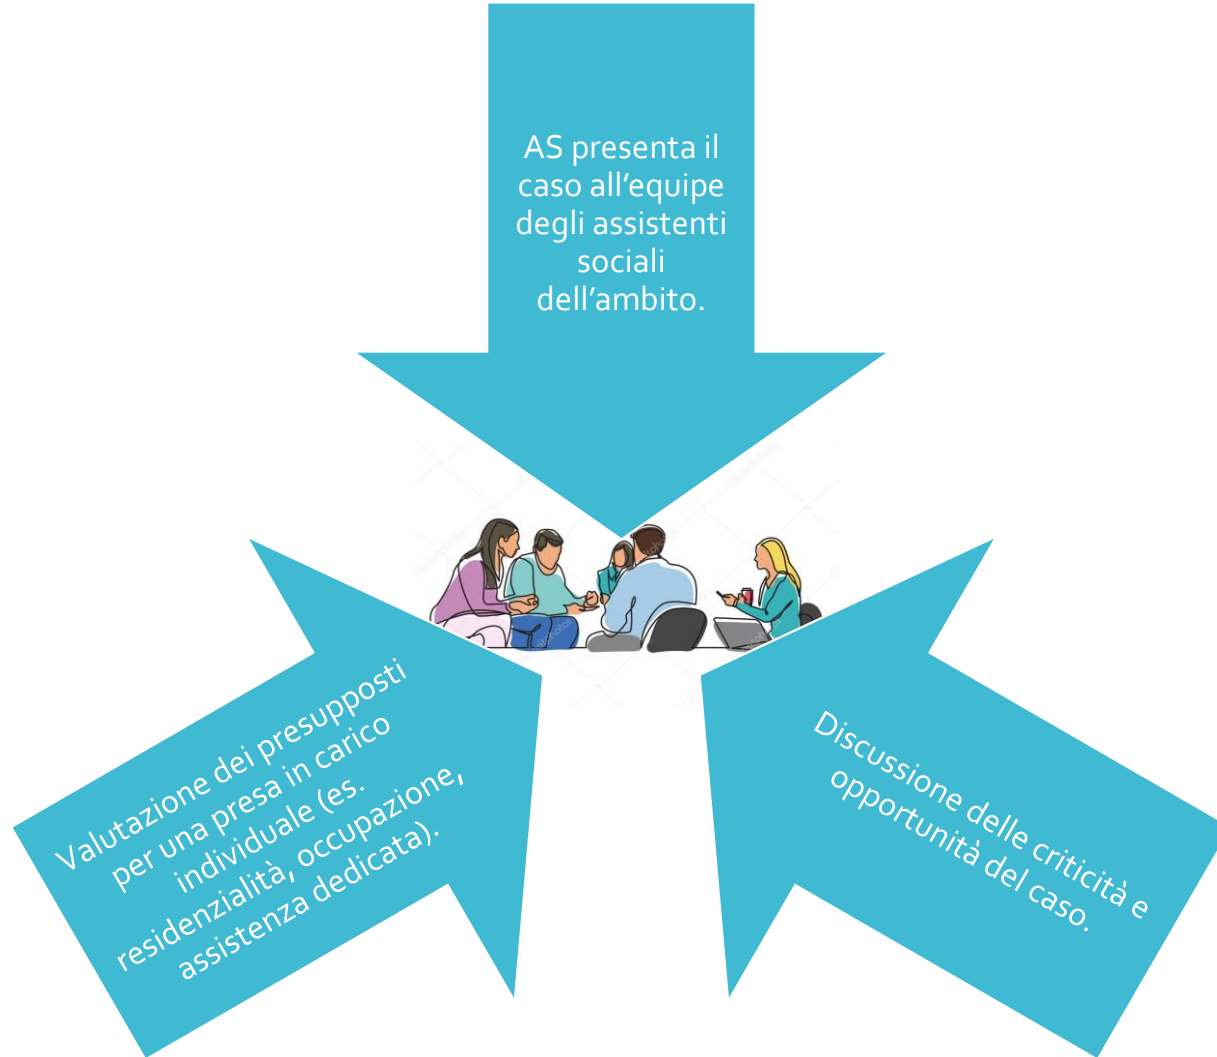 AS presenta il
caso all’equipe
degli assistenti
sociali
dell’ambito.
Discussione delle criticità e
opportunità del caso.
Valutazione dei presupposti
per una presa in carico
individuale (es.
residenzialità, occupazione,
assistenza dedicata).